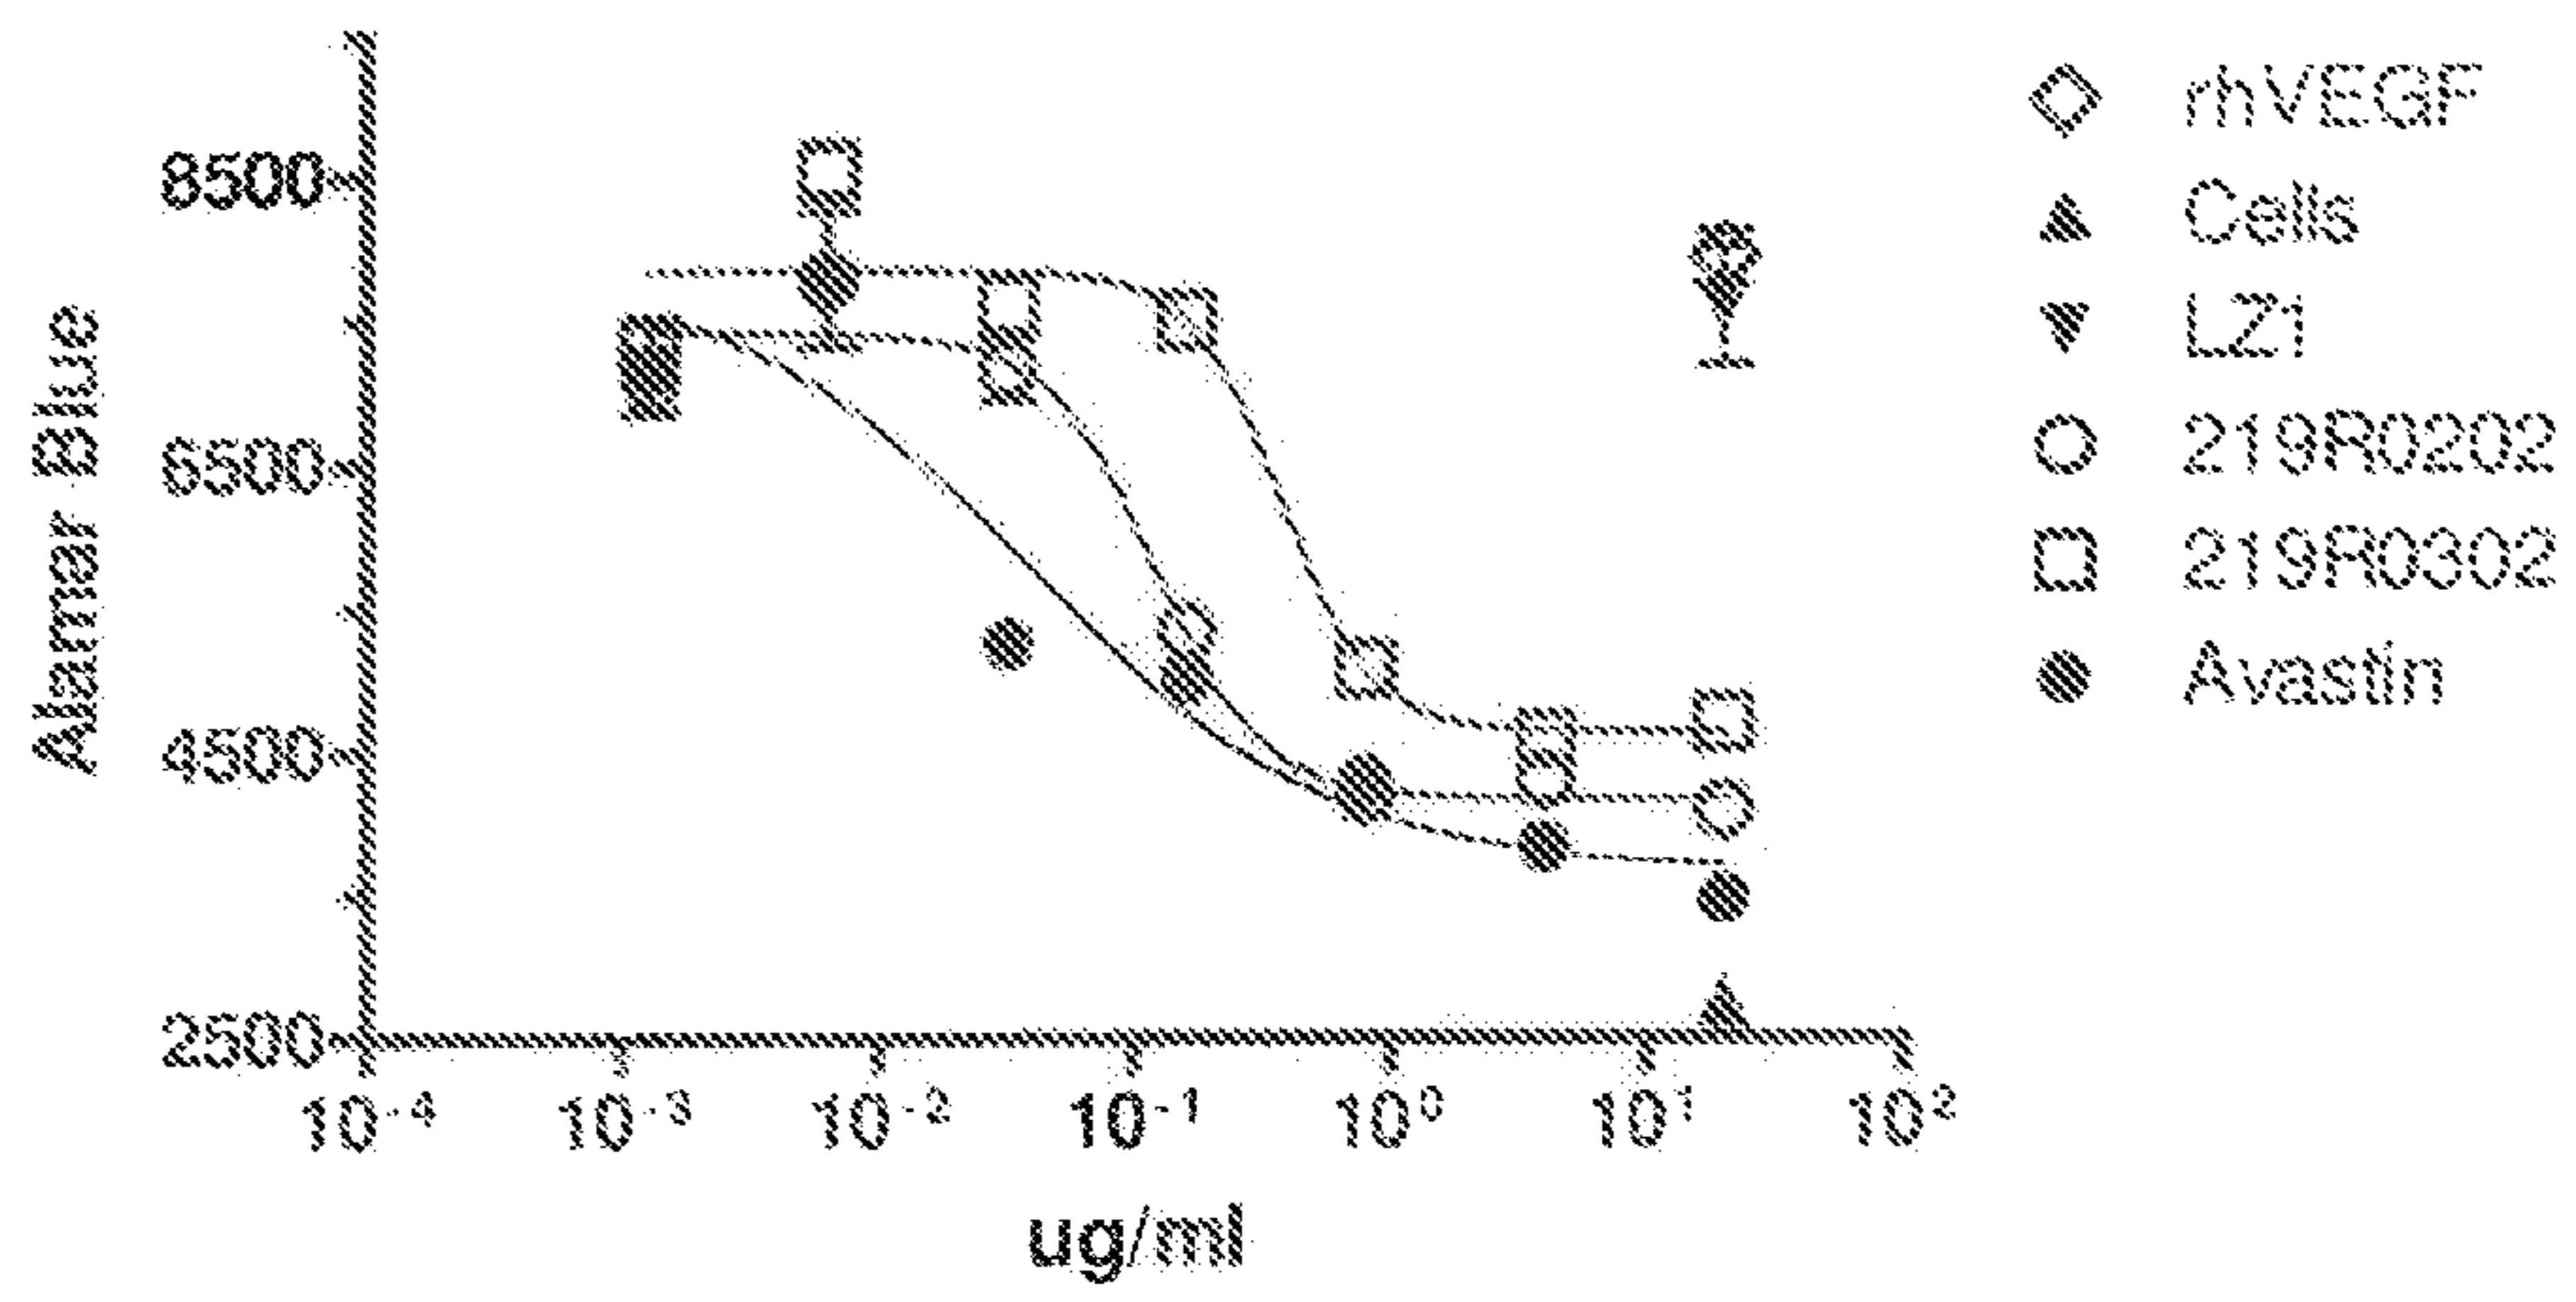 Alamar Blue
8500
6500
4500
2500
10⁻⁴ 10⁻³ 10⁻² 10⁻¹ 10⁰ 10¹ 10²
ug/ml
rhVEGF
Cells
LZ1
219R0202
219R0302
Avastin